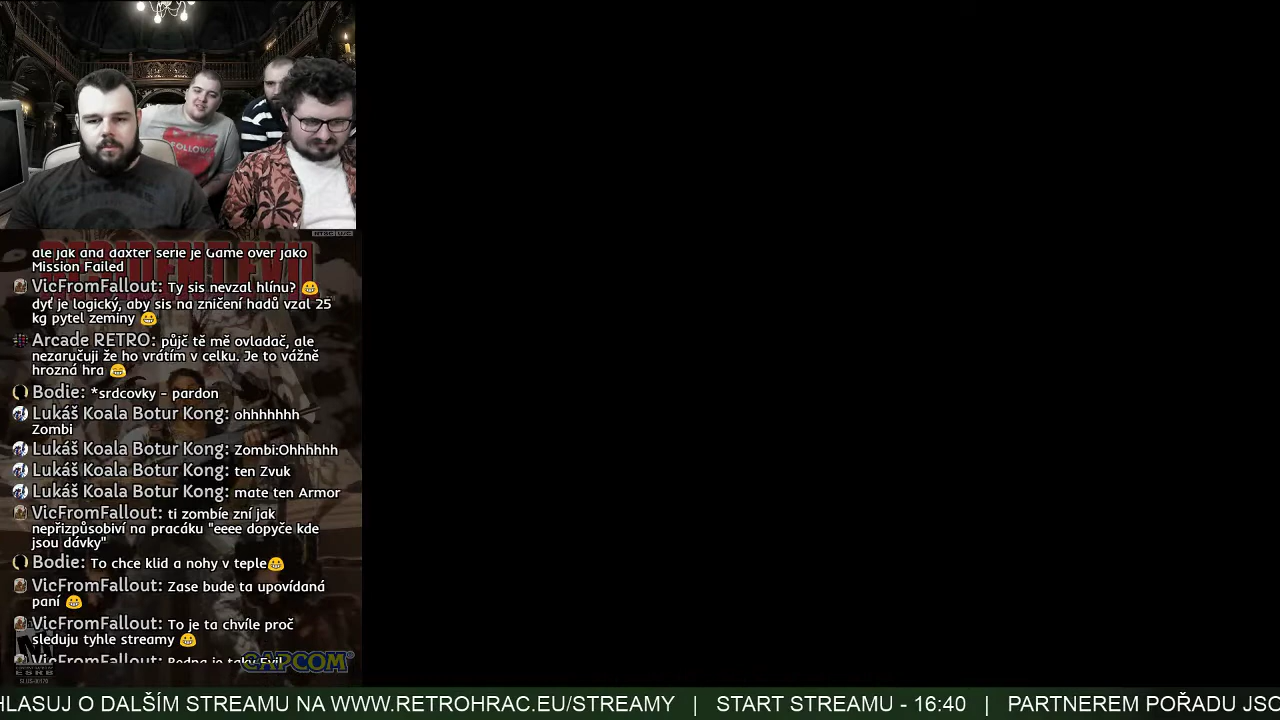 FOLLOW
RESIDENT EVIL
ale jak and daxter serie je Game over jako
Mission Failed
VicFromFallout: Ty sis nevzal hlínu? 😀
dyť je logický, aby sis na zničení hadů vzal 25
kg pytel zeminy 😀
Arcade RETRO: půjč tě mě ovladač, ale
nezaručuji že ho vrátím v celku. Je to vážně
hrozná hra 😁
Bodie: *srdcovky - pardon
Lukáš Koala Botur Kong: ohhhhhhh
Zombi
Lukáš Koala Botur Kong: Zombi:Ohhhhhh
Lukáš Koala Botur Kong: ten Zvuk
Lukáš Koala Botur Kong: mate ten Armor
VicFromFallout: ti zombíe zní jak
nepřizpůsobiví na pracáku "eeee dopyče kde
jsou dávky"
Bodie: To chce klid a nohy v teple😀
VicFromFallout: Zase bude ta upovídaná
paní 😀
VicFromFallout: To je ta chvíle proč
sleduju tyhle streamy 😀
VicFromFallout:
CAPCOM
ESRB
HLASUJ O DALŠÍM STREAMU NA WWW.RETROHRAC.EU/STREAMY | START STREAMU - 16:40 | PARTNEREM POŘADU JSO